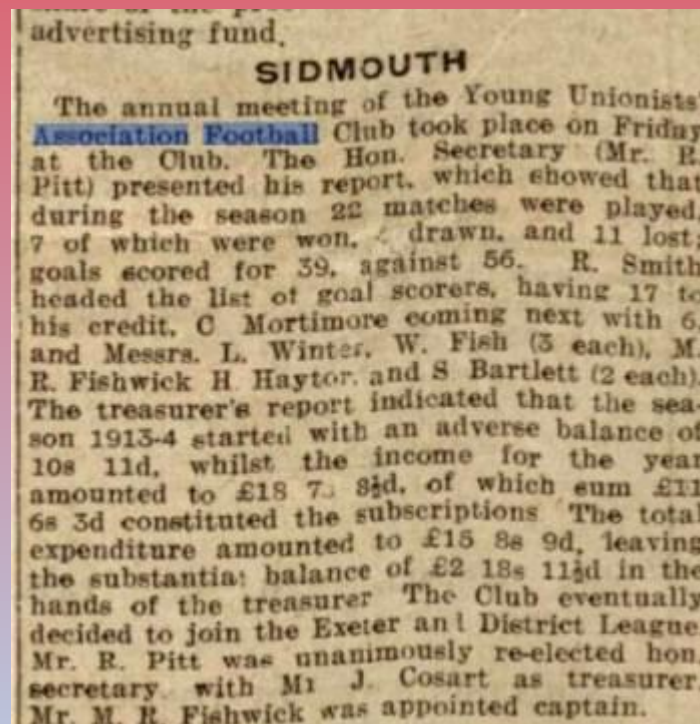 advertising fund.
SIDMOUTH
The annual meeting of the Young Unionists'
Association Football Club took place on Friday
at the Club. The Hon. Secretary (Mr. R.
Pitt) presented his report, which showed that
during the season 22 matches were played,
7 of which were won, drawn, and 11 lost;
goals scored for 39, against 56. R. Smith
headed the list of goal scorers, having 17 to
his credit, C Mortimore coming next with 6,
and Messrs. L. Winter, W. Fish (3 each), M.
R. Fishwick H Haytor, and S Bartlett (2 each).
The treasurer's report indicated that the sea-
son 1913-4 started with an adverse balance of
10s 11d, whilst the income for the year
amounted to £18 7s 8½d, of which sum £11
6s 3d constituted the subscriptions The total
expenditure amounted to £15 8s 9d, leaving
the substantial balance of £2 18s 11½d in the
hands of the treasurer The Club eventually
decided to join the Exeter and District League
Mr. R. Pitt was unanimously re-elected hon.
secretary with Mr J. Cosart as treasurer.
Mr. M. R. Fishwick was appointed captain.